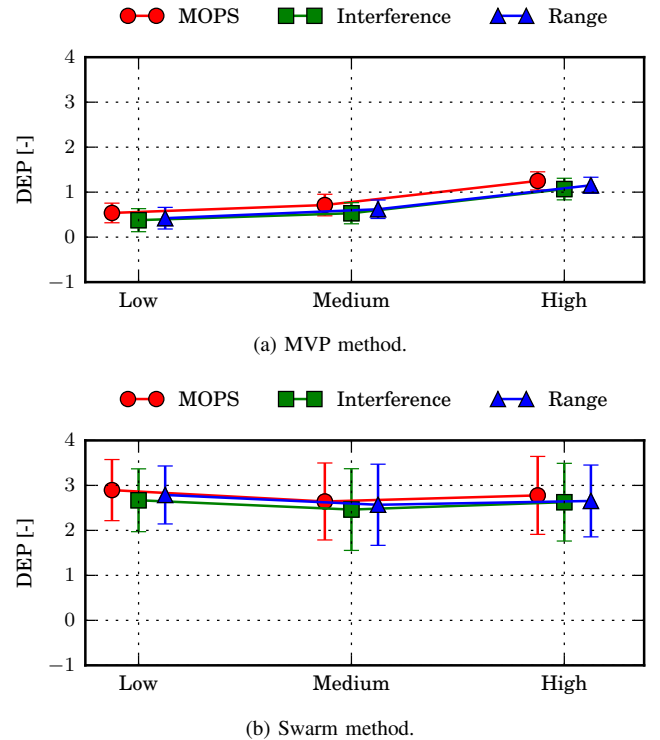 MOPS Interference Range
4
3
2
1
0
−1
DEP [-]
Low Medium High
(a) MVP method.
MOPS Interference Range
4
3
2
1
0
−1
DEP [-]
Low Medium High
(b) Swarm method.